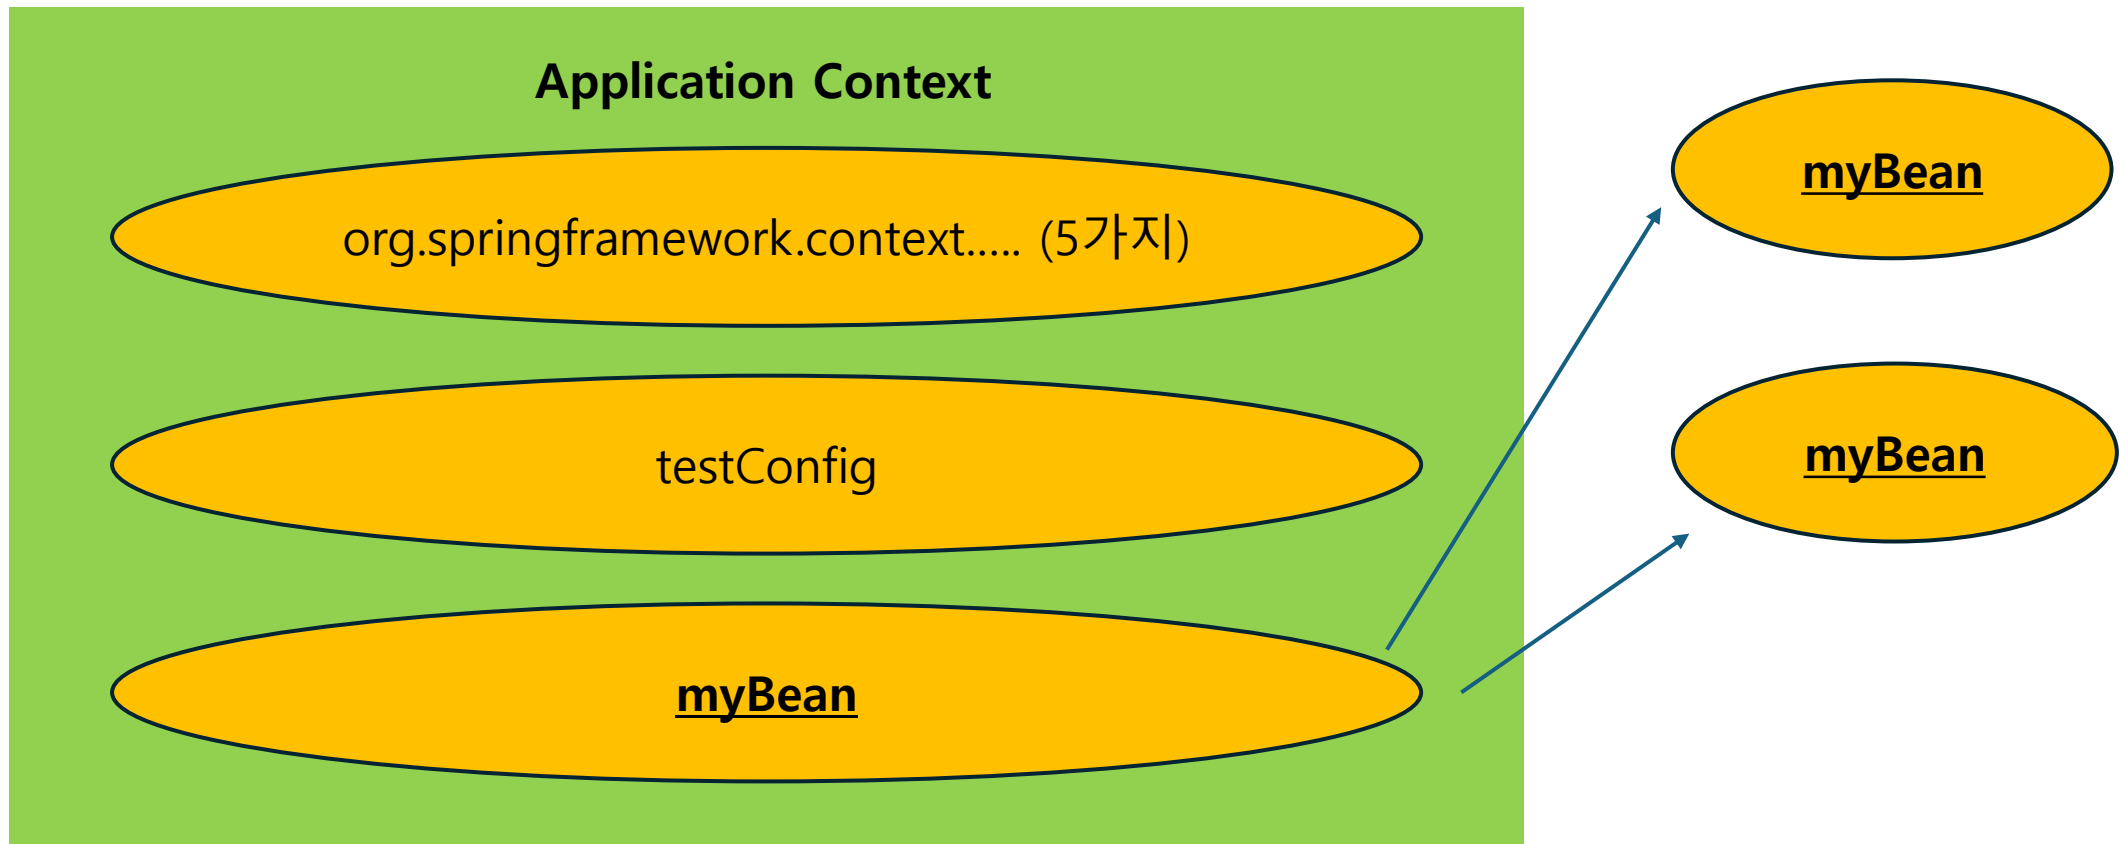 Application Context
org.springframework.context..... (5가지)
testConfig
myBean
myBean
myBean